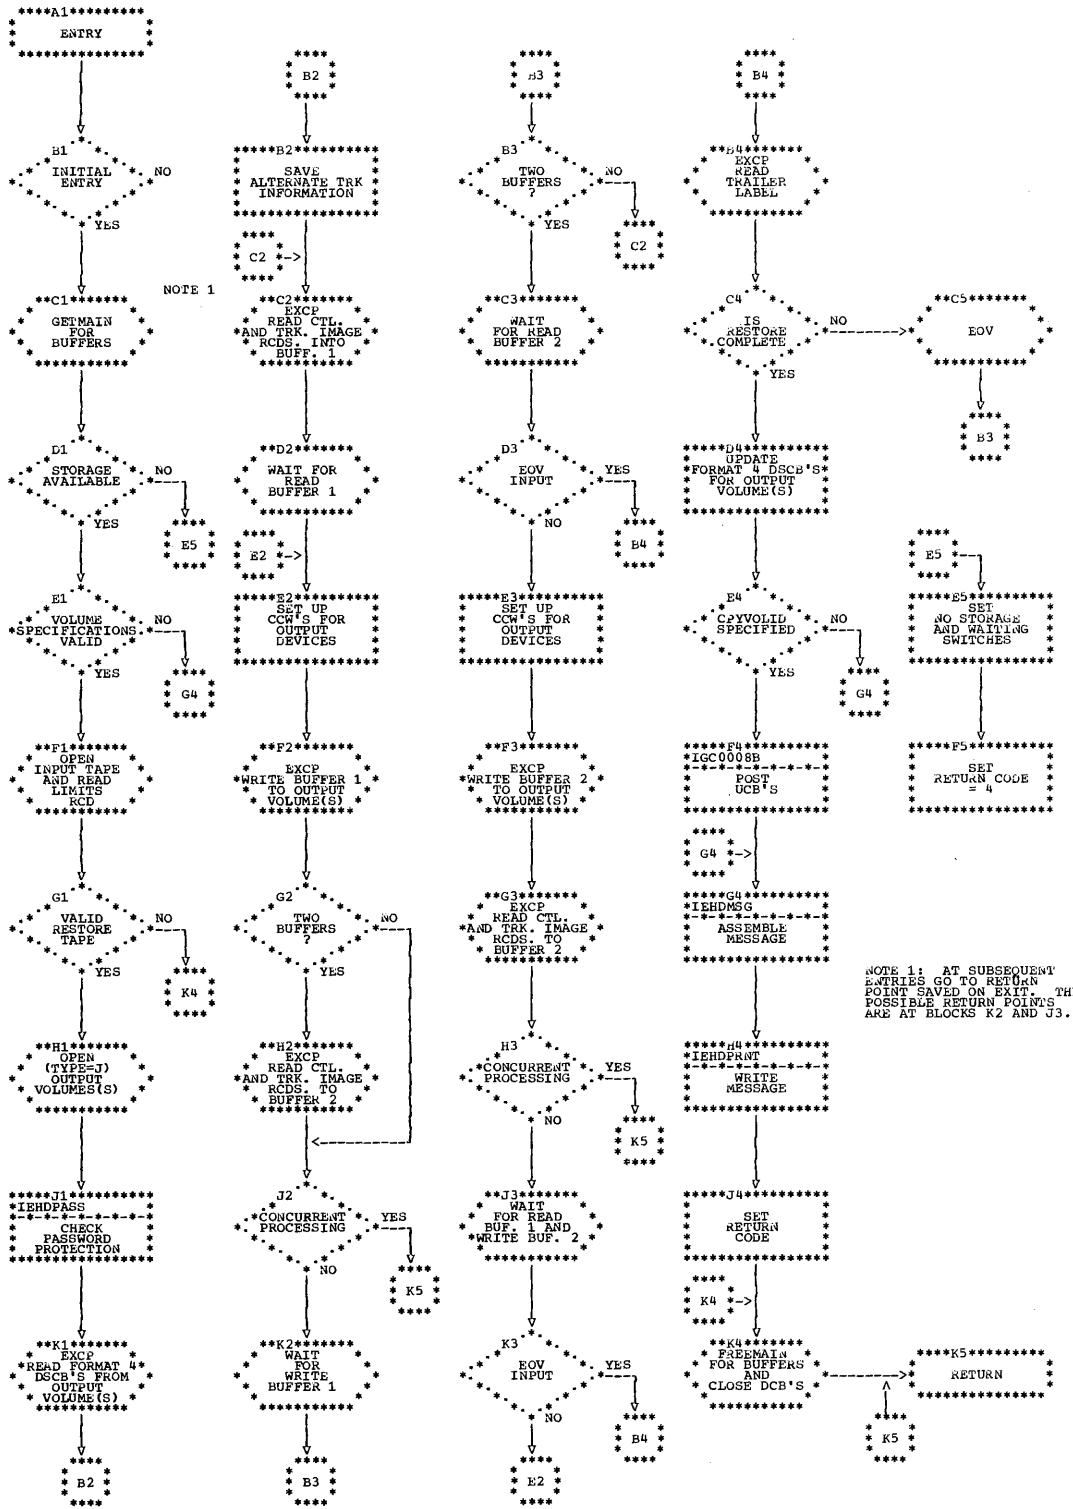 A1
ENTRY
B1
INITIAL
ENTRY
NO
YES
NOTE 1
C1
GETMAIN
FOR
BUFFERS
D1
STORAGE
AVAILABLE
NO
YES
E5
E1
VOLUME
SPECIFICATIONS
VALID
NO
YES
G4
F1
OPEN
INPUT TAPE
AND READ
LIMITS
RCD
G1
VALID
RESTORE
TAPE
NO
YES
K4
H1
OPEN
(TYPE=J)
OUTPUT
VOLUMES(S)
J1
IEHDPASS
CHECK
PASSWORD
PROTECTION
K1
EXCP
READ FORMAT 4
DSCB'S FROM
OUTPUT
VOLUME(S)
B2
B2
B2
SAVE
ALTERNATE TRK
INFORMATION
C2
C2
EXCP
READ CTL.
AND TRK. IMAGE
RCDS. INTO
BUFF. 1
D2
WAIT FOR
READ
BUFFER 1
E2
E2
SET UP
CCW'S FOR
OUTPUT
DEVICES
F2
EXCP
WRITE BUFFER 1
TO OUTPUT
VOLUME(S)
G2
TWO
BUFFERS
?
NO
YES
H2
EXCP
READ CTL.
AND TRK. IMAGE
RCDS. TO
BUFFER 2
J2
CONCURRENT
PROCESSING
YES
NO
K5
K2
WAIT
FOR
WRITE
BUFFER 1
B3
B3
B3
TWO
BUFFERS
?
NO
YES
C2
C3
WAIT
FOR READ
BUFFER 2
D3
EOV
INPUT
YES
NO
B4
E3
SET UP
CCW'S FOR
OUTPUT
DEVICES
F3
EXCP
WRITE BUFFER 2
TO OUTPUT
VOLUME(S)
G3
EXCP
READ CTL.
AND TRK. IMAGE
RCDS. TO
BUFFER 2
H3
CONCURRENT
PROCESSING
YES
NO
K5
J3
WAIT
FOR READ
BUF. 1 AND
WRITE BUF. 2
K3
EOV
INPUT
YES
NO
B4
E2
B4
B4
EXCP
READ
TRAILER
LABEL
C4
IS
RESTORE
COMPLETE
NO
YES
D4
UPDATE
FORMAT 4 DSCB'S
FOR OUTPUT
VOLUME(S)
E4
CPYVOLID
SPECIFIED
NO
YES
G4
F4
IGC0008B
POST
UCB'S
G4
G4
IEHDMSG
ASSEMBLE
MESSAGE
H4
IEHDPRNT
WRITE
MESSAGE
J4
SET
RETURN
CODE
K4
K4
FREEMAIN
FOR BUFFERS
AND
CLOSE DCB'S
C5
EOV
B3
E5
E5
SET
NO STORAGE
AND WAITING
SWITCHES
F5
SET
RETURN CODE
= 4
NOTE 1: AT SUBSEQUENT
ENTRIES GO TO RETURN
POINT SAVED ON EXIT. TH
POSSIBLE RETURN POINTS
ARE AT BLOCKS K2 AND J3.
K5
RETURN
K5